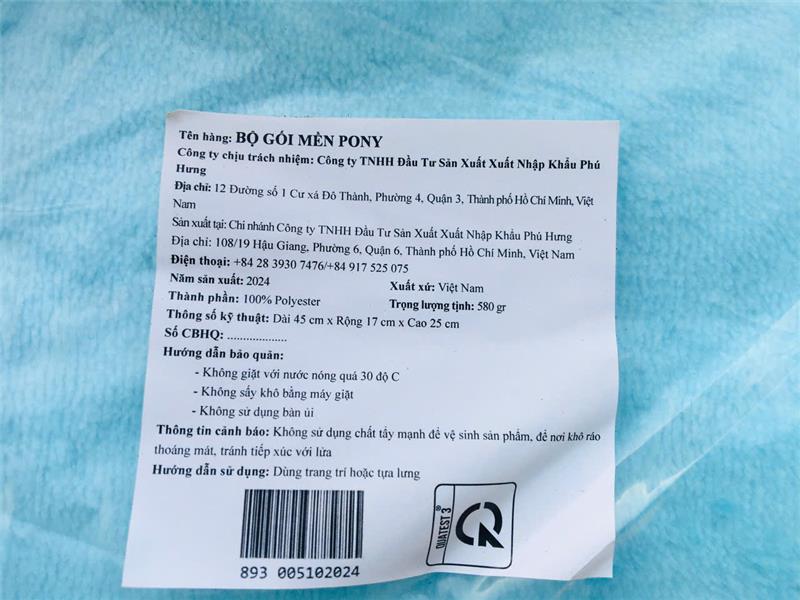 Tên hàng: BỘ GÓI MÈN PONY
Công ty chịu trách nhiệm: Công ty TNHH Đầu Tư Sản Xuất Xuất Nhập Khẩu Phú
Hưng
Địa chỉ: 12 Đường số 1 Cư xá Đô Thành, Phường 4, Quận 3, Thành phố Hồ Chí Minh, Việt
Nam
Sản xuất tại: Chi nhánh Công ty TNHH Đầu Tư Sản Xuất Xuất Nhập Khẩu Phú Hưng
Địa chỉ: 108/19 Hậu Giang, Phường 6, Quận 6, Thành phố Hồ Chí Minh, Việt Nam
Điện thoại: +84 28 3930 7476/+84 917 525 075
Năm sản xuất: 2024 Xuất xứ: Việt Nam
Thành phần: 100% Polyester Trọng lượng tịnh: 580 gr
Thông số kỹ thuật: Dài 45 cm x Rộng 17 cm x Cao 25 cm
Số CBHQ: ...................
Hướng dẫn bảo quản:
- Không giặt với nước nóng quá 30 độ C
- Không sấy khô bằng máy giặt
- Không sử dụng bàn ủi
Thông tin cảnh báo: Không sử dụng chất tẩy mạnh để vệ sinh sản phẩm, để nơi khô ráo
thoáng mát, tránh tiếp xúc với lửa
Hướng dẫn sử dụng: Dùng trang trí hoặc tựa lưng
893 005102024
QUATEST 3®